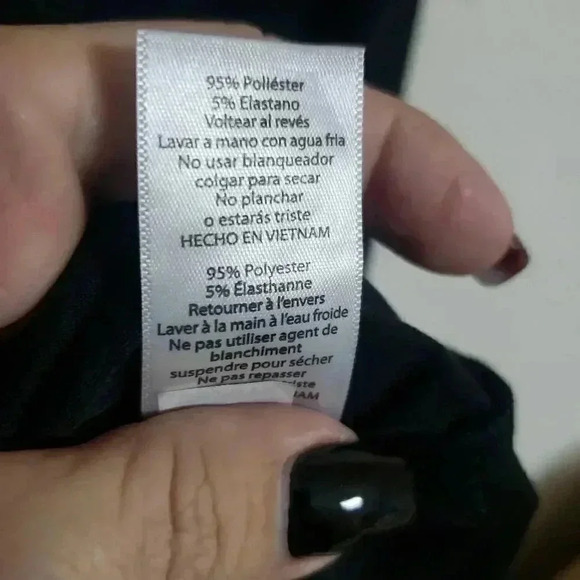 95% Poliéster
5% Elastano
Voltear al revés
Lavar a mano con agua fria
No usar blanqueador
colgar para secar
No planchar
o estarás triste
HECHO EN VIETNAM
95% Polyester
5% Élasthanne
Retourner à l'envers
Laver à la main à l'eau froide
Ne pas utiliser agent de
blanchiment
suspendre pour sécher
Ne pas repasser